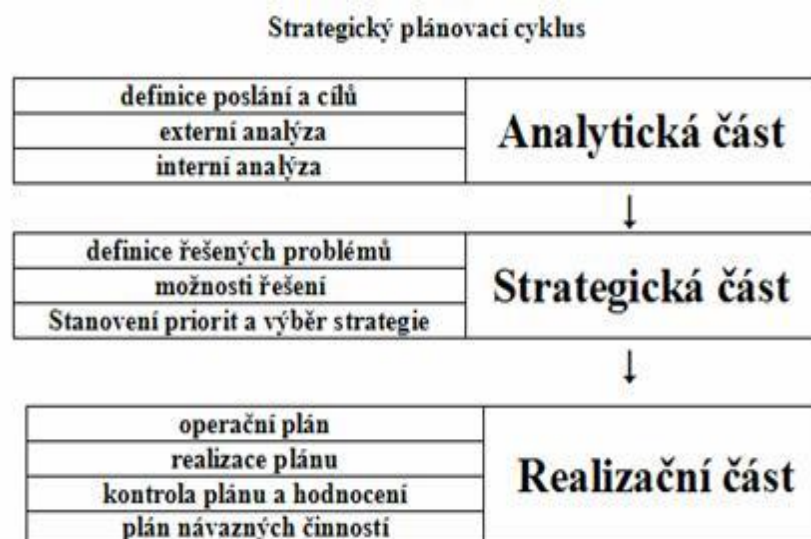 Strategický plánovací cyklus
definice poslání a cílů
externí analýza
interní analýza
Analytická část
↓
definice řešených problémů
možnosti řešení
Stanovení priorit a výběr strategie
Strategická část
↓
operační plán
realizace plánu
kontrola plánu a hodnocení
plán návazných činností
Realizační část